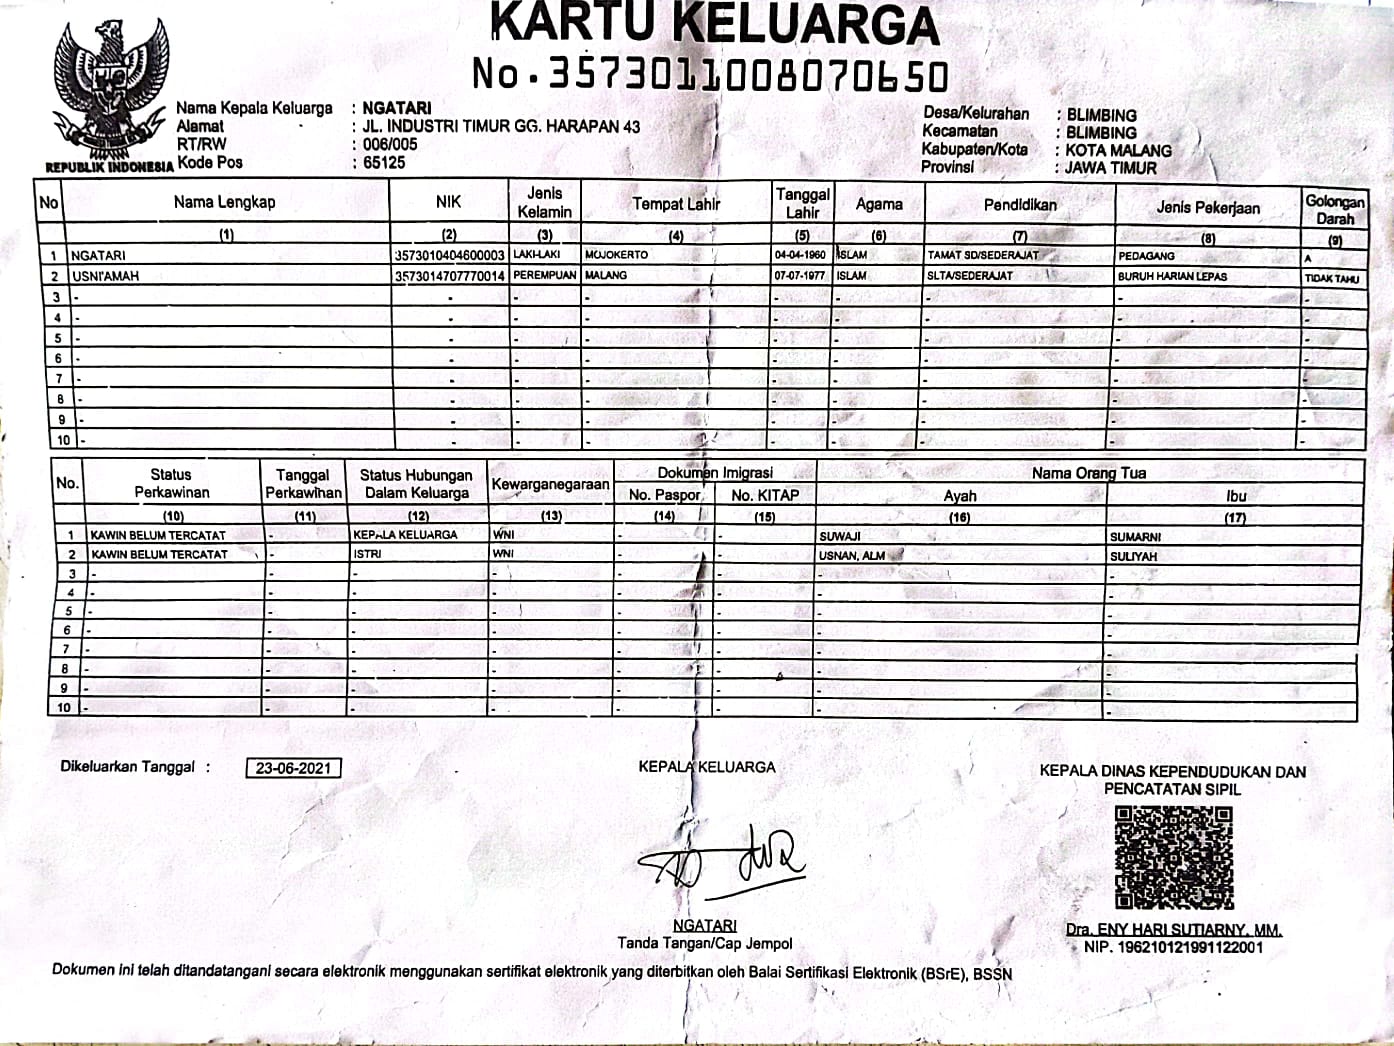 KARTU KELUARGA
No. 3573011008070650
REPUBLIK INDONESIA
Nama Kepala Keluarga : NGATARI
Alamat : JL. INDUSTRI TIMUR GG. HARAPAN 43
RT/RW : 006/005
Kode Pos : 65125
Desa/Kelurahan : BLIMBING
Kecamatan : BLIMBING
Kabupaten/Kota : KOTA MALANG
Provinsi : JAWA TIMUR
No Nama Lengkap NIK Jenis Kelamin Tempat Lahir Tanggal Lahir Agama Pendidikan Jenis Pekerjaan Golongan Darah
(1) (2) (3) (4) (5) (6) (7) (8) (9)
1 NGATARI 3573010404600003 LAKI-LAKI MOJOKERTO 04-04-1960 ISLAM TAMAT SD/SEDERAJAT PEDAGANG A
2 USNI'AMAH 3573014707770014 PEREMPUAN MALANG 07-07-1977 ISLAM SLTA/SEDERAJAT BURUH HARIAN LEPAS TIDAK TAHU
3 - - - - - - - - -
4 - - - - - - - - -
5 - - - - - - - - -
6 - - - - - - - - -
7 - - - - - - - - -
8 - - - - - - - - -
9 - - - - - - - - -
10 - - - - - - - - -
No. Status Perkawinan Tanggal Perkawinan Status Hubungan Dalam Keluarga Kewarganegaraan Dokumen Imigrasi Nama Orang Tua
No. Paspor No. KITAP Ayah Ibu
(10) (11) (12) (13) (14) (15) (16) (17)
1 KAWIN BELUM TERCATAT - KEPALA KELUARGA WNI - - SUWAJI SUMARNI
2 KAWIN BELUM TERCATAT - ISTRI WNI - - USNAN, ALM SULIYAH
3 - - - - - - - -
4 - - - - - - - -
5 - - - - - - - -
6 - - - - - - - -
7 - - - - - - - -
8 - - - - - - - -
9 - - - - - - - -
10 - - - - - - - -
Dikeluarkan Tanggal : 23-06-2021
KEPALA KELUARGA
NGATARI
Tanda Tangan/Cap Jempol
KEPALA DINAS KEPENDUDUKAN DAN
PENCATATAN SIPIL
Dra. ENY HARI SUTIARNY, MM.
NIP. 196210121991122001
Dokumen ini telah ditandatangani secara elektronik menggunakan sertifikat elektronik yang diterbitkan oleh Balai Sertifikasi Elektronik (BSrE), BSSN